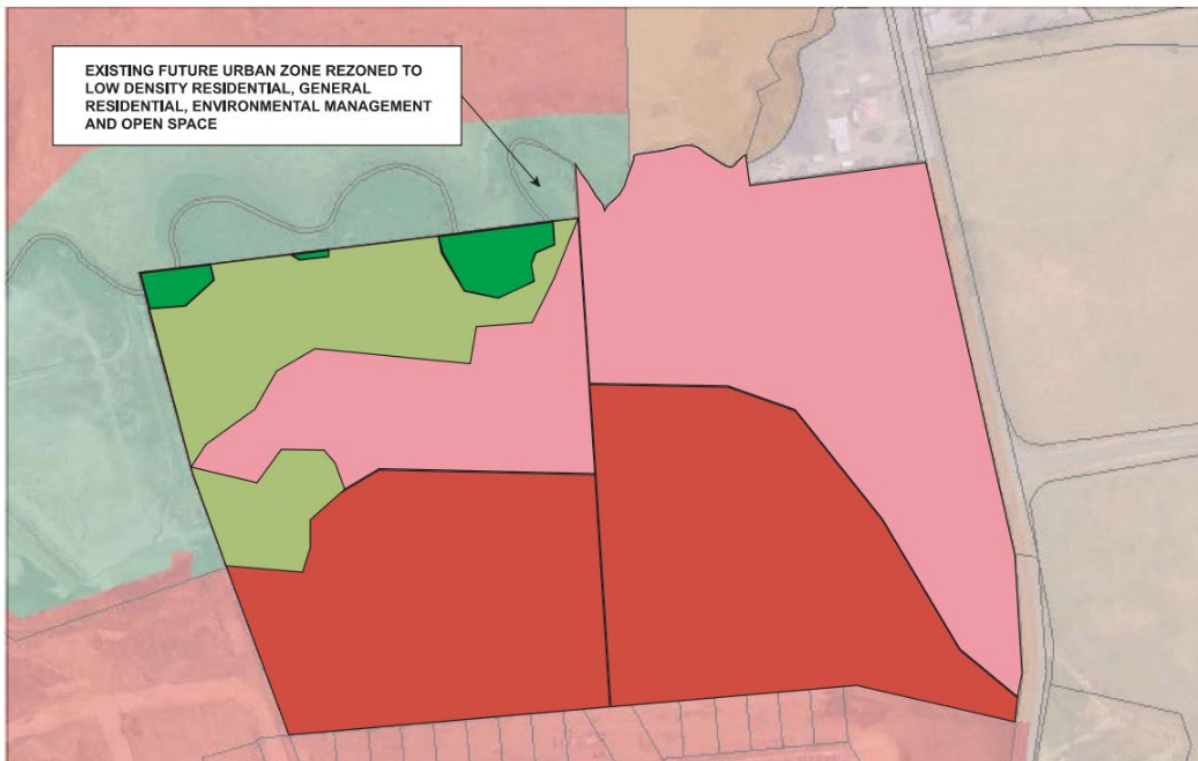 EXISTING FUTURE URBAN ZONE REZONED TO
LOW DENSITY RESIDENTIAL, GENERAL
RESIDENTIAL, ENVIRONMENTAL MANAGEMENT
AND OPEN SPACE